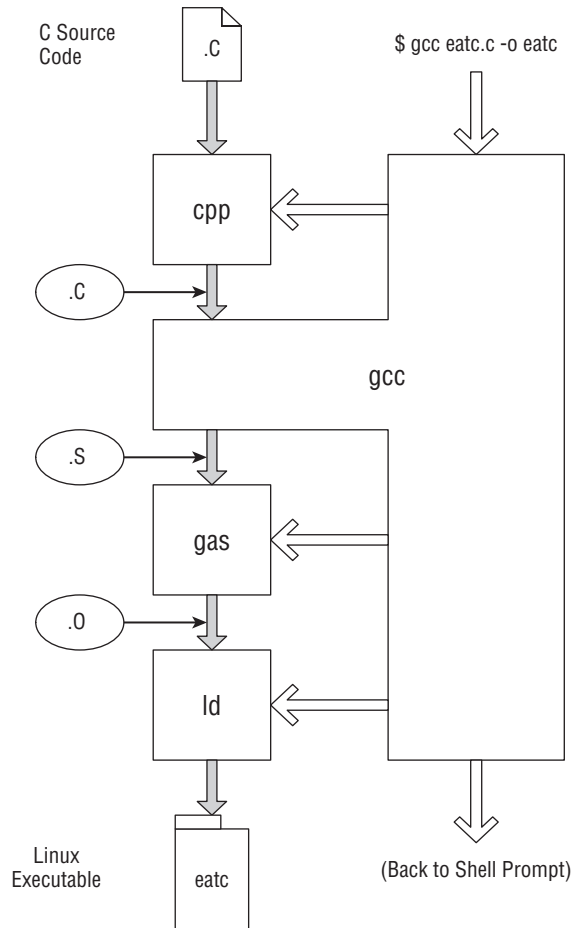 C Source
Code
.C
$ gcc eatc.c -o eatc
cpp
.C
gcc
.S
gas
.O
ld
Linux
Executable
eatc
(Back to Shell Prompt)